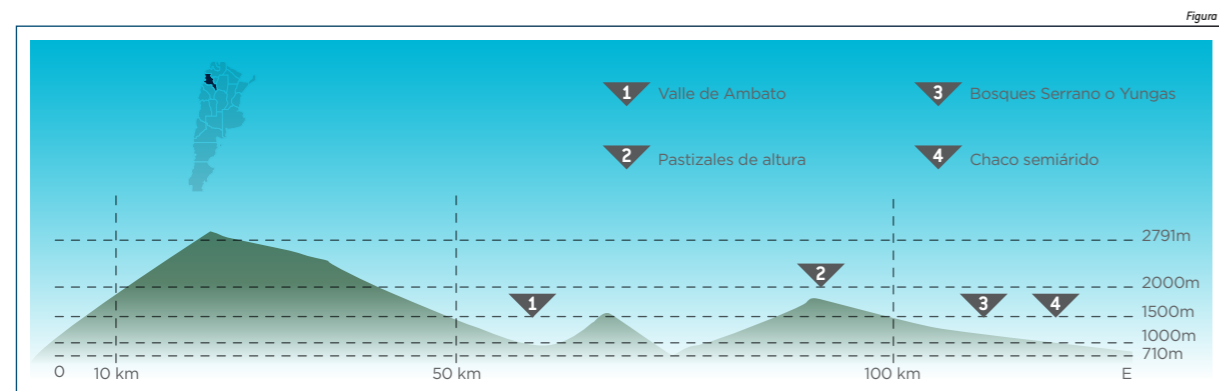 Figura
1 Valle de Ambato
3 Bosques Serrano o Yungas
2 Pastizales de altura
4 Chaco semiárido
2791m
2
2000m
1
3
4
1500m
1000m
710m
0
10 km
50 km
100 km
E